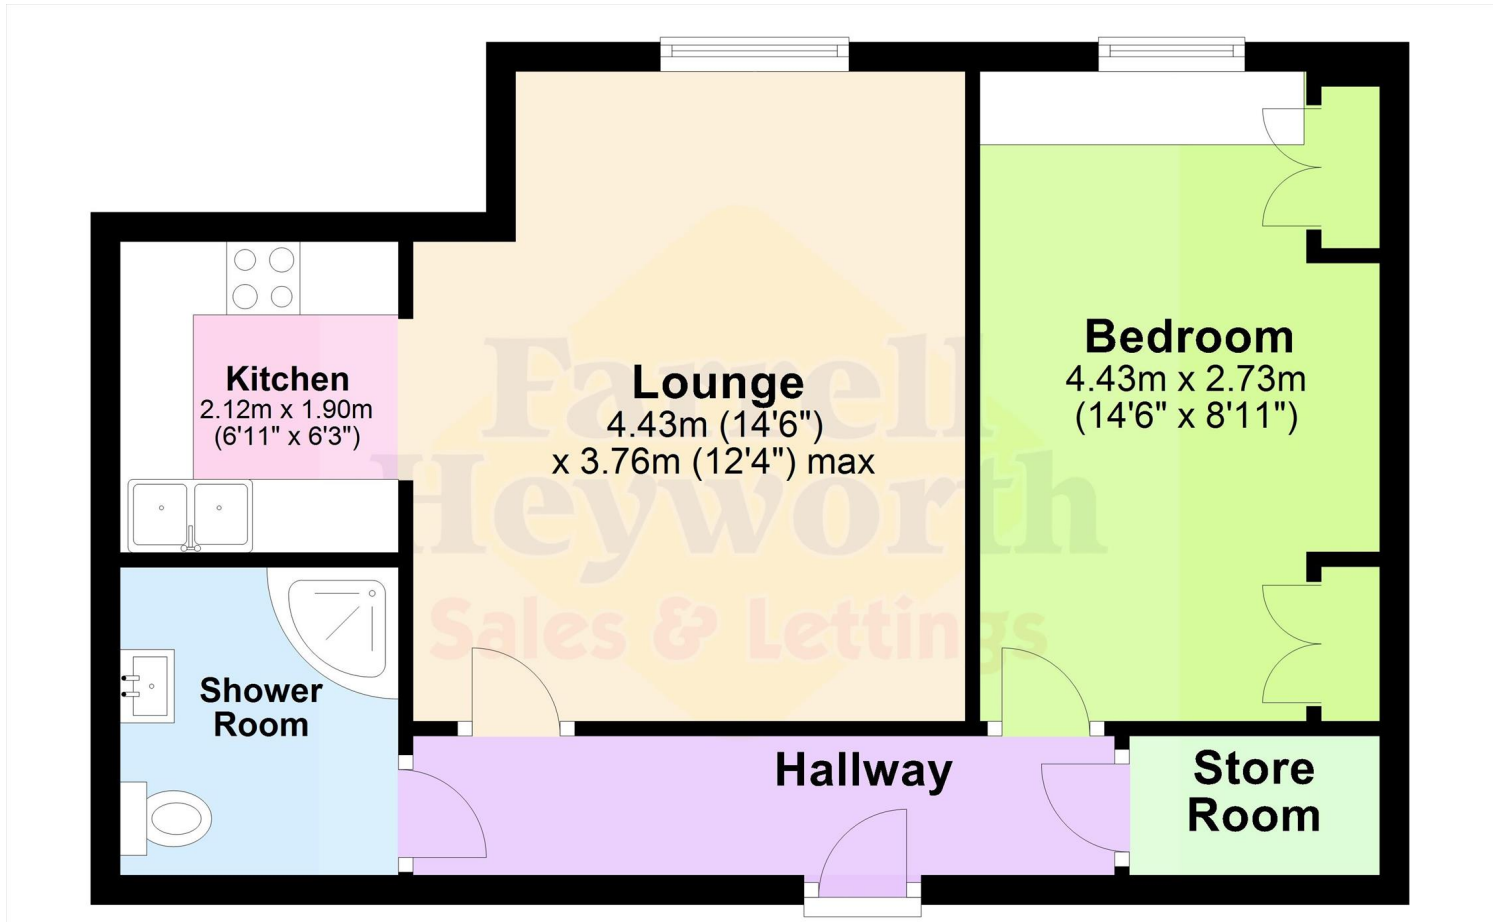 Kitchen
2.12m x 1.90m
(6'11" x 6'3")
Lounge
4.43m (14'6")
x 3.76m (12'4") max
Bedroom
4.43m x 2.73m
(14'6" x 8'11")
Shower
Room
Hallway
Store
Room
Farrell
Heyworth
Sales & Lettings